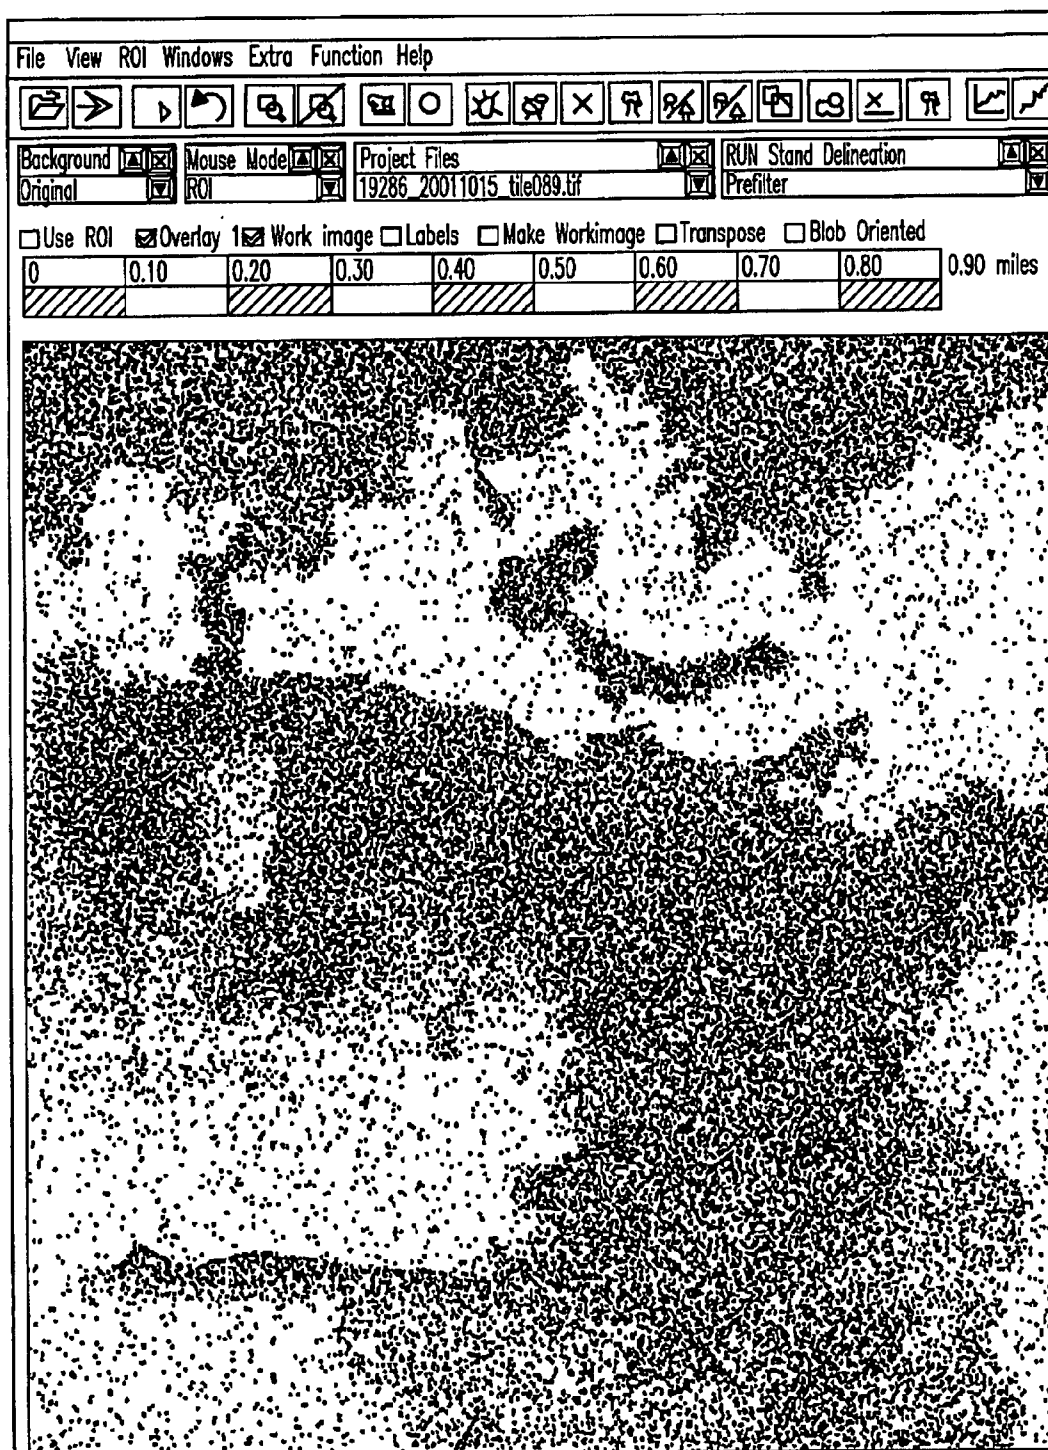 File View ROI Windows Extra Function Help
Background Mouse Mode Project Files RUN Stand Delineation
Original ROI 19286_20011015_tile089.tif Prefilter
Use ROI Overlay 1 Work image Labels Make Workimage Transpose Blob Oriented
0 0.10 0.20 0.30 0.40 0.50 0.60 0.70 0.80 0.90 miles